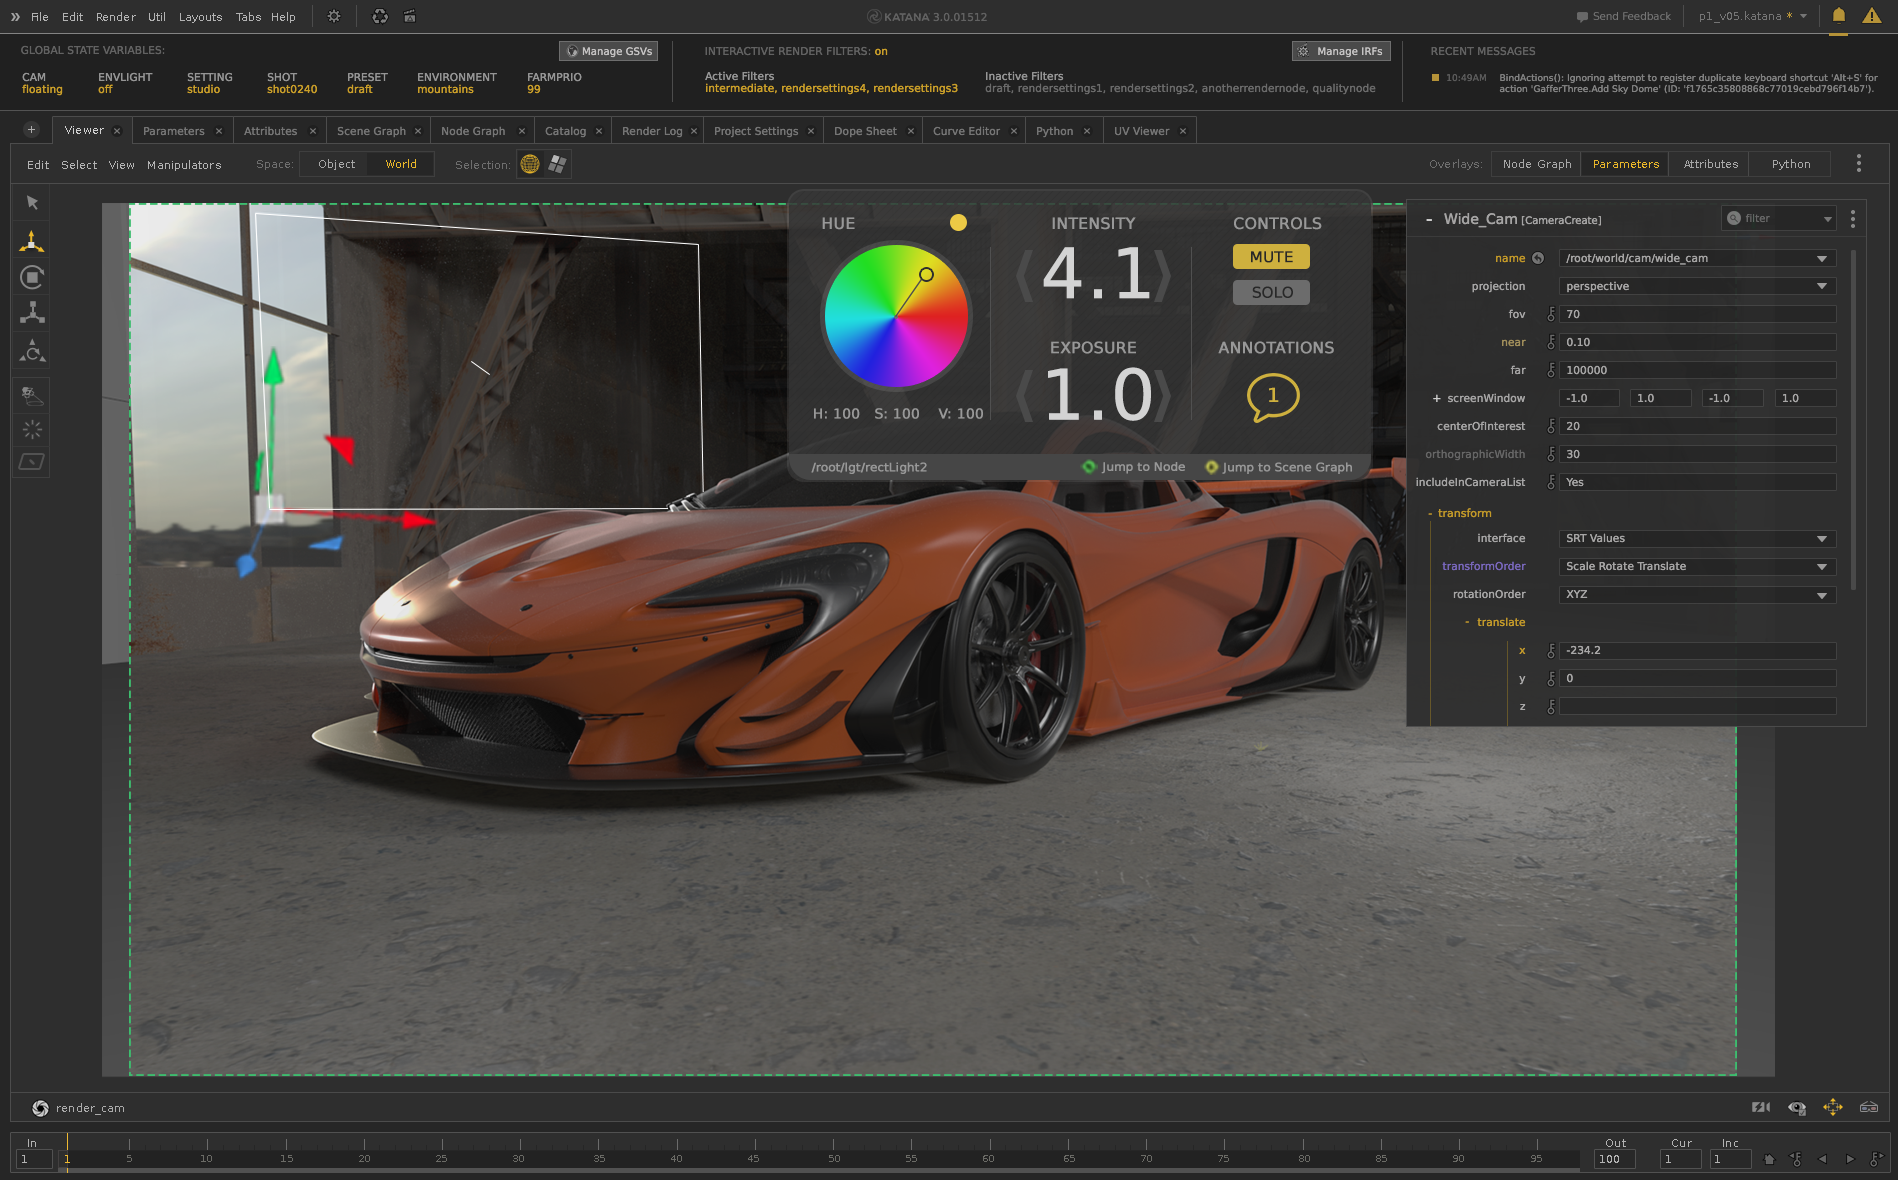 File Edit Render Util Layouts Tabs Help
KATANA 3.0.01512
Send Feedback
p1_v05.katana *
GLOBAL STATE VARIABLES:
Manage GSVs
CAM ENVLIGHT SETTING SHOT PRESET ENVIRONMENT FARMPRIO
floating off studio shot0240 draft mountains 99
INTERACTIVE RENDER FILTERS: on
Manage IRFs
Active Filters
intermediate, rendersettings4, rendersettings3
Inactive Filters
draft, rendersettings1, rendersettings2, anotherrendernode, qualitynode
RECENT MESSAGES
10:49AM BindActions(): Ignoring attempt to register duplicate keyboard shortcut 'Alt+S' for
action 'GafferThree.Add Sky Dome' (ID: 'f1765c35808868c77019cebd796f14b7').
Viewer Parameters Attributes Scene Graph Node Graph Catalog Render Log Project Settings Dope Sheet Curve Editor Python UV Viewer
Edit Select View Manipulators Space: Object World Selection:
Overlays: Node Graph Parameters Attributes Python
HUE
H: 100 S: 100 V: 100
INTENSITY
4.1
EXPOSURE
1.0
CONTROLS
MUTE
SOLO
ANNOTATIONS
1
/root/lgt/rectLight2 Jump to Node Jump to Scene Graph
- Wide_Cam [CameraCreate] filter
name /root/world/cam/wide_cam
projection perspective
fov 70
near 0.10
far 100000
+ screenWindow -1.0 1.0 -1.0 1.0
centerOfInterest 20
orthographicWidth 30
includeInCameraList Yes
- transform
interface SRT Values
transformOrder Scale Rotate Translate
rotationOrder XYZ
- translate
x -234.2
y 0
z
render_cam
In Out Cur Inc
1 1 5 10 15 20 25 30 35 40 45 50 55 60 65 70 75 80 85 90 95 100 1 1